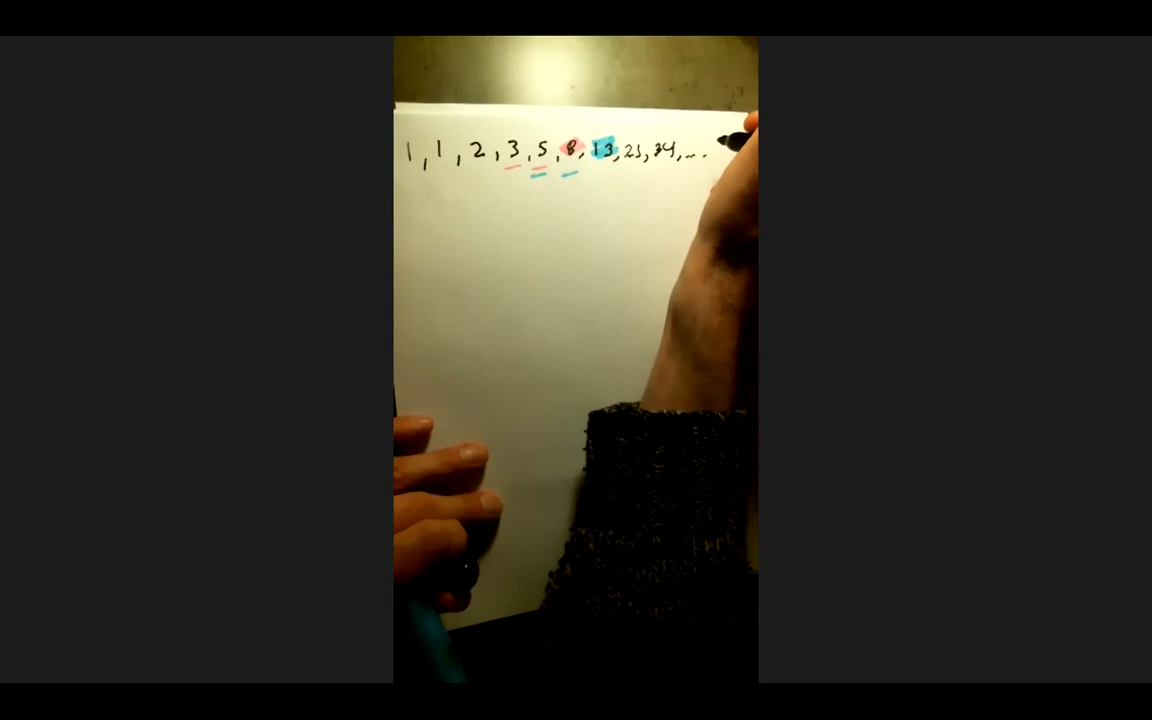 1, 1, 2, 3, 5, 8, 13, 21, 34, ...